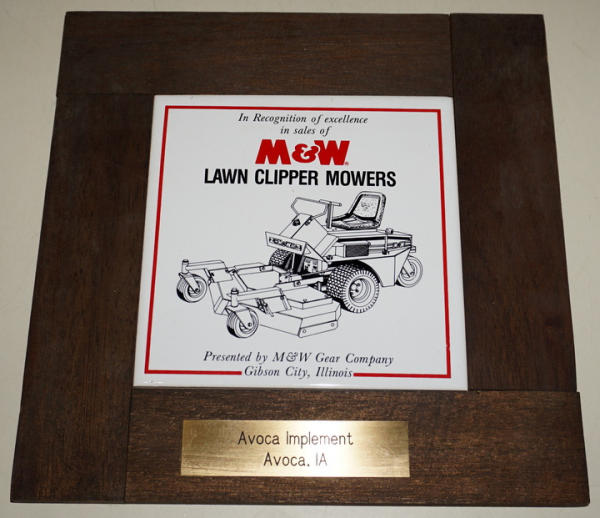 In Recognition of excellence
in sales of
M&W®
LAWN CLIPPER MOWERS
Presented by M&W Gear Company
Gibson City, Illinois
Avoca Implement
Avoca, IA